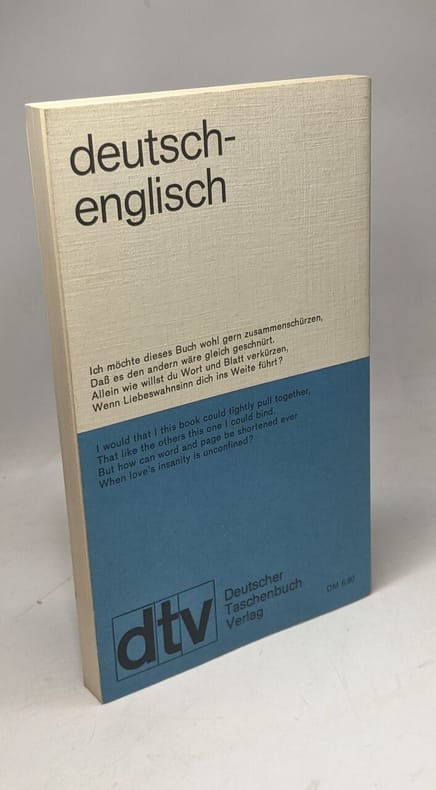 deutsch-
englisch
Ich möchte dieses Buch wohl gern zusammenschürzen,
Daß es den andern wäre gleich geschnürt.
Allein wie willst du Wort und Blatt verkürzen,
Wenn Liebeswahnsinn dich ins Weite führt?
I would that I this book could tightly pull together,
That like the others this one I could bind.
But how can word and page be shortened ever
When love's insanity is unconfined?
dtv
Deutscher
Taschenbuch
Verlag
DM 6.80